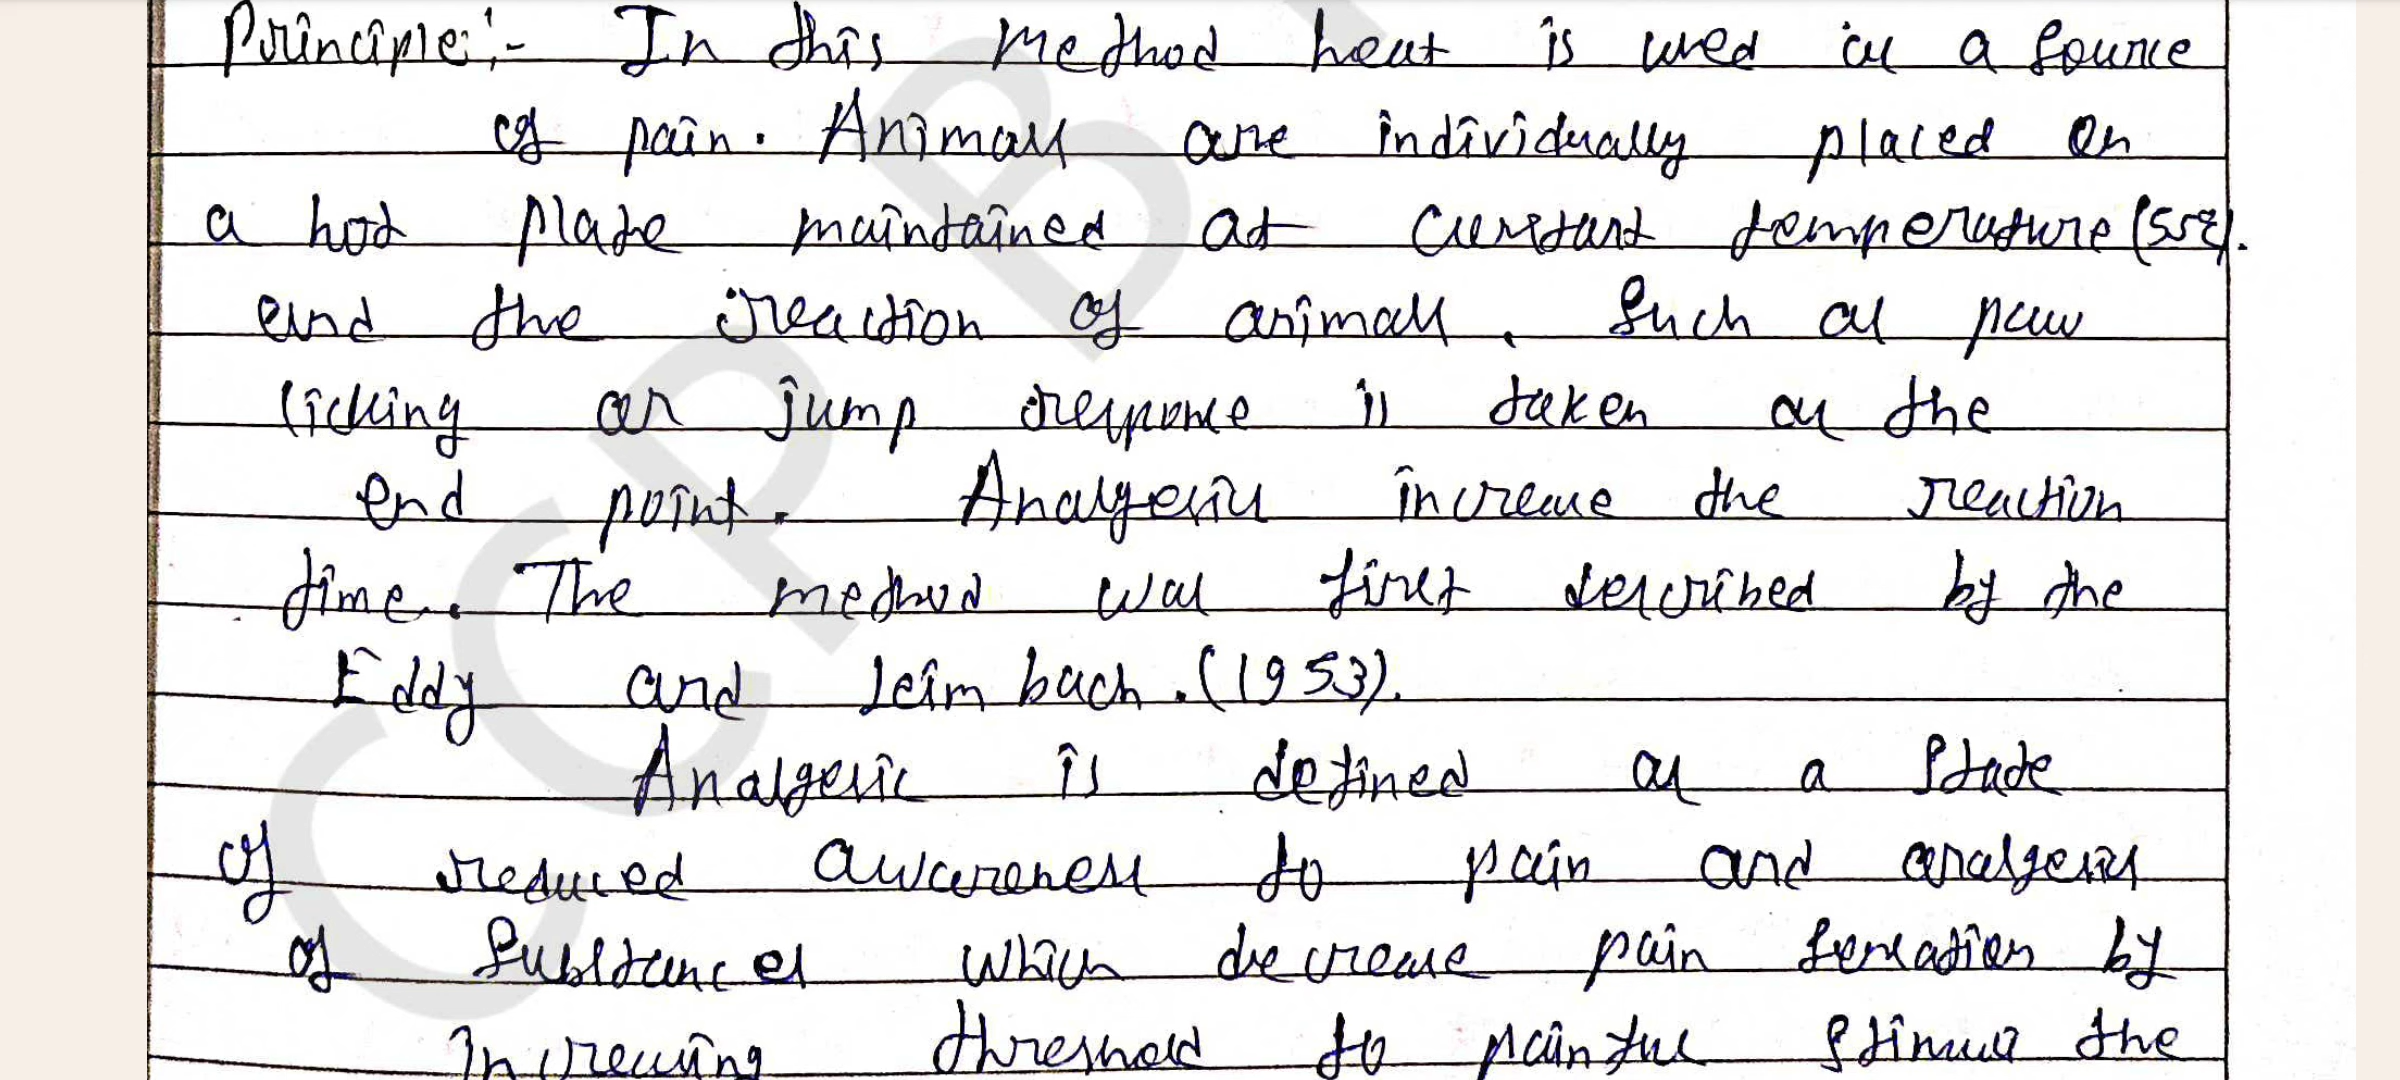 Principle:- In this method heat is used as a source
of pain. Animals are individually placed on
a hot plate maintained at constant temperature (55°c).
and the reaction of animals, such as paw
licking or jump response is taken as the
end point. Analgesics increase the reaction
time. The method was first described by the
Eddy and Leimbach. (1953).
Analgesic is defined as a state
of reduced awareness to pain and analgesics
of substances which decrease pain sensation by
increasing threshold to painful stimuli the
CCP B